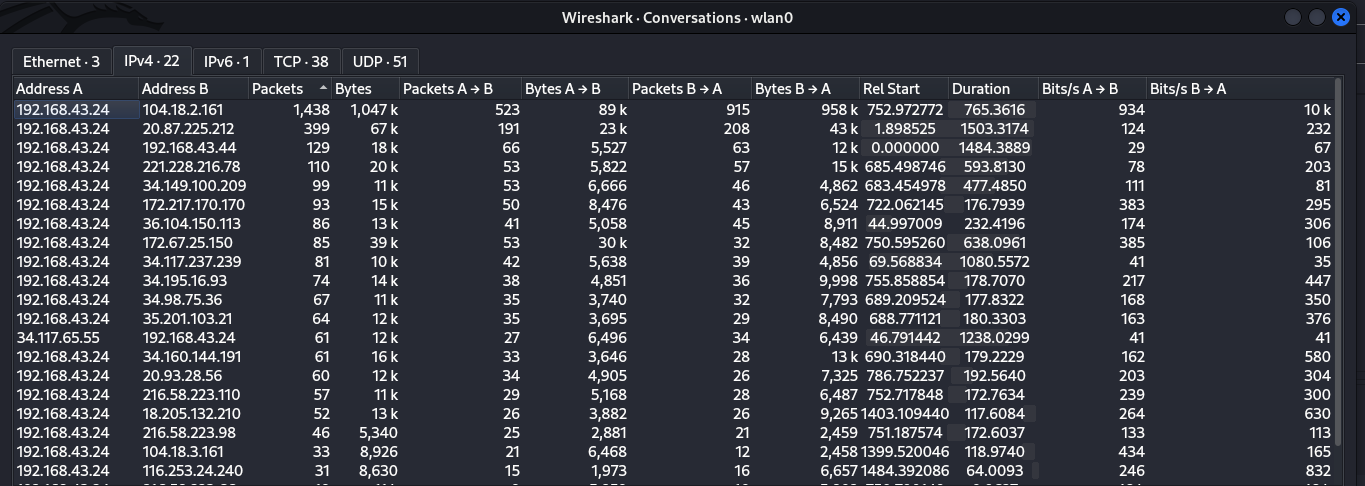 Wireshark · Conversations · wlan0
Ethernet · 3 IPv4 · 22 IPv6 · 1 TCP · 38 UDP · 51
Address A Address B Packets Bytes Packets A → B Bytes A → B Packets B → A Bytes B → A Rel Start Duration Bits/s A → B Bits/s B → A
192.168.43.24 104.18.2.161 1,438 1,047 k 523 89 k 915 958 k 752.972772 765.3616 934 10 k
192.168.43.24 20.87.225.212 399 67 k 191 23 k 208 43 k 1.898525 1503.3174 124 232
192.168.43.24 192.168.43.44 129 18 k 66 5,527 63 12 k 0.000000 1484.3889 29 67
192.168.43.24 221.228.216.78 110 20 k 53 5,822 57 15 k 685.498746 593.8130 78 203
192.168.43.24 34.149.100.209 99 11 k 53 6,666 46 4,862 683.454978 477.4850 111 81
192.168.43.24 172.217.170.170 93 15 k 50 8,476 43 6,524 722.062145 176.7939 383 295
192.168.43.24 36.104.150.113 86 13 k 41 5,058 45 8,911 44.997009 232.4196 174 306
192.168.43.24 172.67.25.150 85 39 k 53 30 k 32 8,482 750.595260 638.0961 385 106
192.168.43.24 34.117.237.239 81 10 k 42 5,638 39 4,856 69.568834 1080.5572 41 35
192.168.43.24 34.195.16.93 74 14 k 38 4,851 36 9,998 755.858854 178.7070 217 447
192.168.43.24 34.98.75.36 67 11 k 35 3,740 32 7,793 689.209524 177.8322 168 350
192.168.43.24 35.201.103.21 64 12 k 35 3,695 29 8,490 688.771121 180.3303 163 376
34.117.65.55 192.168.43.24 61 12 k 27 6,496 34 6,439 46.791442 1238.0299 41 41
192.168.43.24 34.160.144.191 61 16 k 33 3,646 28 13 k 690.318440 179.2229 162 580
192.168.43.24 20.93.28.56 60 12 k 34 4,905 26 7,325 786.752237 192.5640 203 304
192.168.43.24 216.58.223.110 57 11 k 29 5,168 28 6,487 752.717848 172.7634 239 300
192.168.43.24 18.205.132.210 52 13 k 26 3,882 26 9,265 1403.109440 117.6084 264 630
192.168.43.24 216.58.223.98 46 5,340 25 2,881 21 2,459 751.187574 172.6037 133 113
192.168.43.24 104.18.3.161 33 8,926 21 6,468 12 2,458 1399.520046 118.9740 434 165
192.168.43.24 116.253.24.240 31 8,630 15 1,973 16 6,657 1484.392086 64.0093 246 832